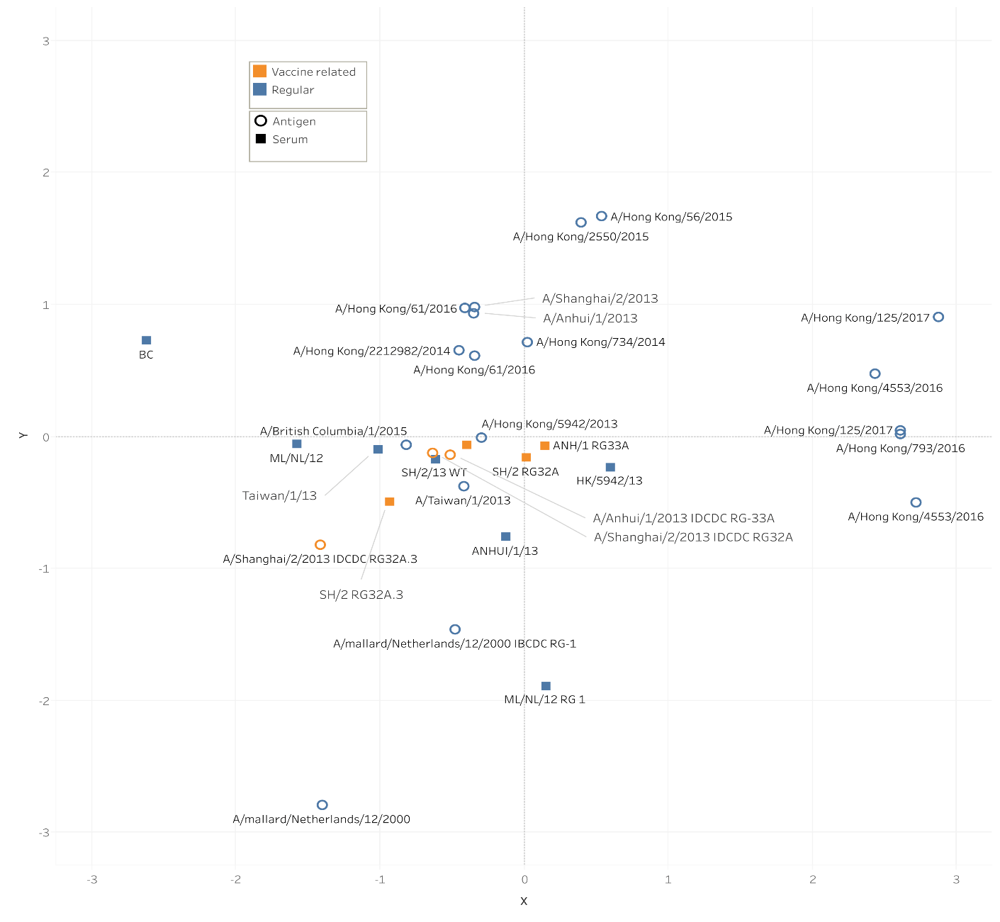 3
Vaccine related
Regular
Antigen
Serum
2
A/Hong Kong/56/2015
A/Hong Kong/2550/2015
A/Shanghai/2/2013
1
A/Hong Kong/61/2016
A/Anhui/1/2013
A/Hong Kong/125/2017
A/Hong Kong/734/2014
A/Hong Kong/2212982/2014
BC
A/Hong Kong/61/2016
A/Hong Kong/4553/2016
A/Hong Kong/5942/2013
A/British Columbia/1/2015
A/Hong Kong/125/2017
0
Y
ANH/1 RG33A
A/Hong Kong/793/2016
ML/NL/12
SH/2/13 WT
SH/2 RG32A
HK/5942/13
Taiwan/1/13
A/Taiwan/1/2013
A/Hong Kong/4553/2016
A/Anhui/1/2013 IDCDC RG-33A
A/Shanghai/2/2013 IDCDC RG32A
ANHUI/1/13
A/Shanghai/2/2013 IDCDC RG32A.3
-1
SH/2 RG32A.3
A/mallard/Netherlands/12/2000 IBCDC RG-1
ML/NL/12 RG 1
-2
A/mallard/Netherlands/12/2000
-3
-3 -2 -1 0 1 2 3
X